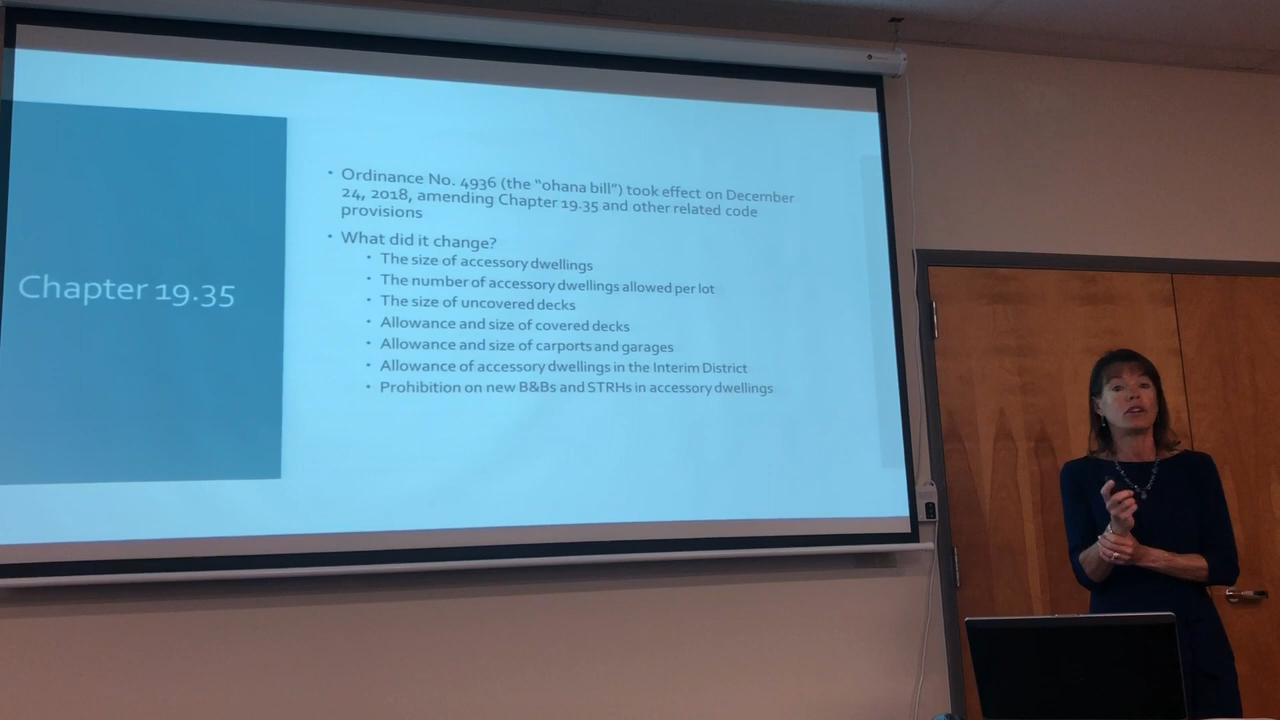 Chapter 19.35
• Ordinance No. 4936 (the “ohana bill”) took effect on December
24, 2018, amending Chapter 19.35 and other related code
provisions
• What did it change?
• The size of accessory dwellings
• The number of accessory dwellings allowed per lot
• The size of uncovered decks
• Allowance and size of covered decks
• Allowance and size of carports and garages
• Allowance of accessory dwellings in the Interim District
• Prohibition on new B&Bs and STRHs in accessory dwellings